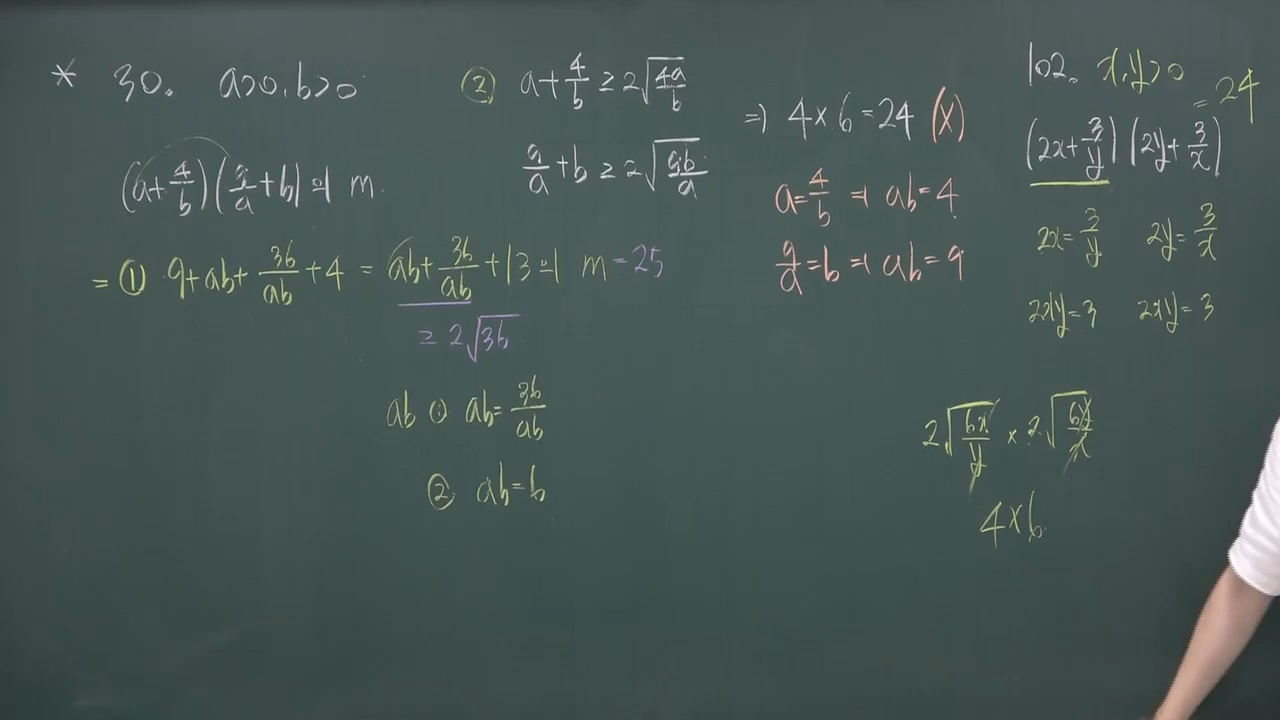 * 30. a>0, b>0
(a+4/b)(9/a+b)의 m
= ① 9+ab+36/ab+4 = ab+36/ab+13의 m=25
≥2√36
ab ① ab=36/ab
② ab=6
② a+4/b≥2√(4a/b)
9/a+b≥2√(9b/a)
⇒ 4×6=24 (X)
a=4/b ⇒ ab=4
9/a=b ⇒ ab=9
102. x,y>0
(2x+3/y)(2y+3/x) =24
2x=3/y 2y=3/x
2xy=3 2xy=3
2√(6x/y)×2√(6y/x)
4×6